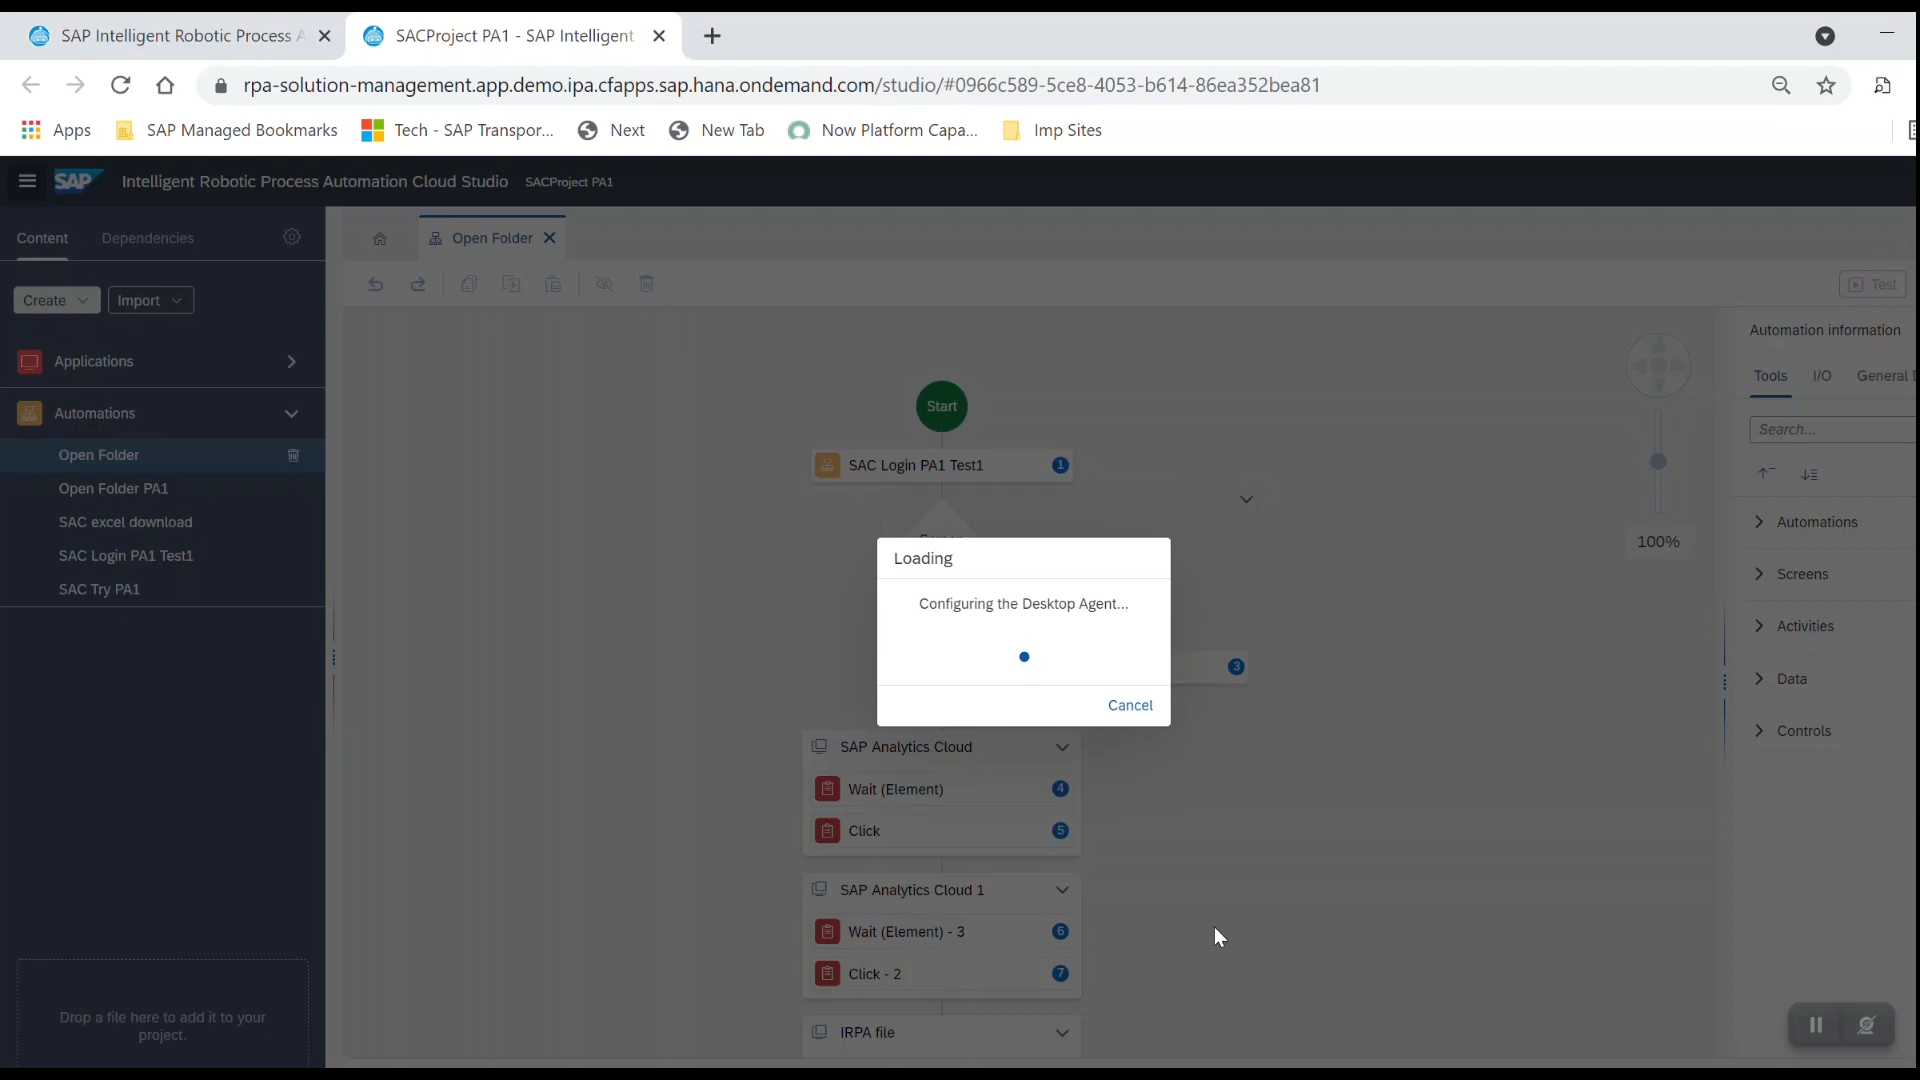 SAP Intelligent Robotic Process A
SACProject PA1 - SAP Intelligent
rpa-solution-management.app.demo.ipa.cfapps.sap.hana.ondemand.com/studio/#0966c589-5ce8-4053-b614-86ea352bea81
Apps
SAP Managed Bookmarks
Tech - SAP Transpor...
Next
New Tab
Now Platform Capa...
Imp Sites
SAP
Intelligent Robotic Process Automation Cloud Studio
SACProject PA1
Content
Dependencies
Open Folder
Create
Import
Test
Applications
Automations
Open Folder
Open Folder PA1
SAC excel download
SAC Login PA1 Test1
SAC Try PA1
Drop a file here to add it to your
project.
Start
SAC Login PA1 Test1
1
Loading
Configuring the Desktop Agent...
Cancel
3
SAP Analytics Cloud
Wait (Element)
4
Click
5
SAP Analytics Cloud 1
Wait (Element) - 3
6
Click - 2
7
IRPA file
100%
Automation information
Tools
I/O
General
Search...
Automations
Screens
Activities
Data
Controls